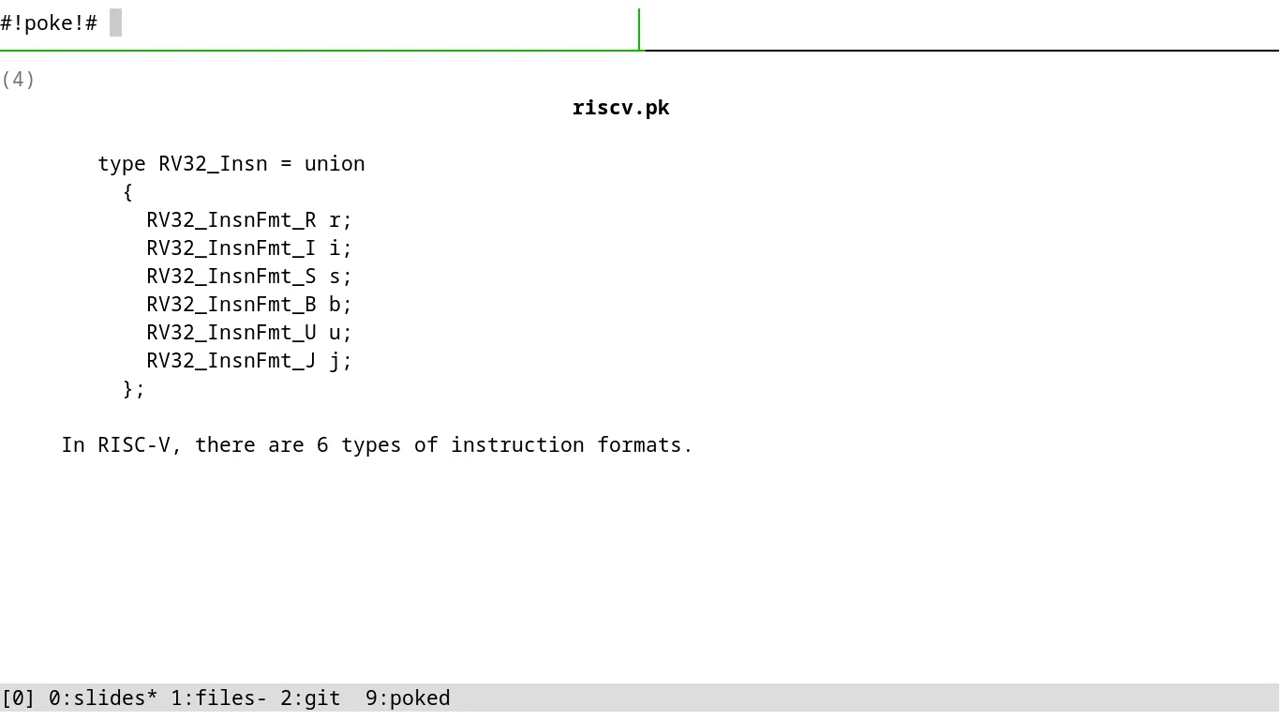 #!poke!#
(4)
riscv.pk
type RV32_Insn = union
{
RV32_InsnFmt_R r;
RV32_InsnFmt_I i;
RV32_InsnFmt_S s;
RV32_InsnFmt_B b;
RV32_InsnFmt_U u;
RV32_InsnFmt_J j;
};
In RISC-V, there are 6 types of instruction formats.
[0] 0:slides* 1:files- 2:git  9:poked